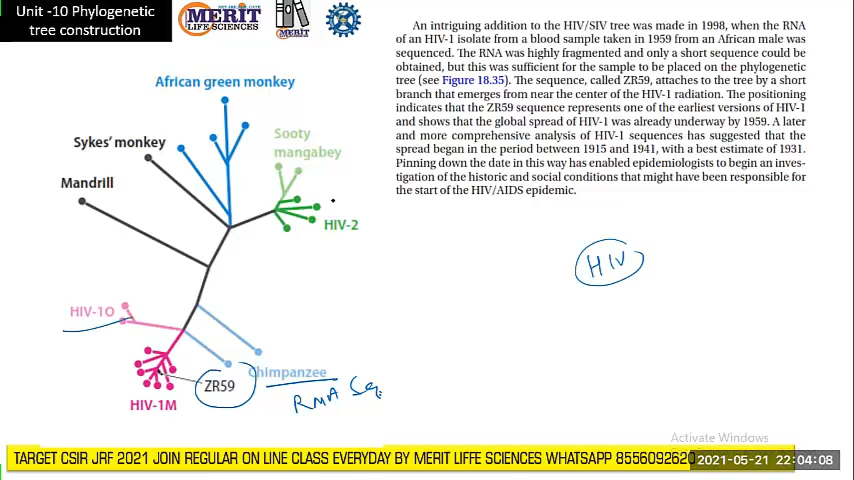 Unit -10 Phylogenetic
tree construction
MERIT
LIFE SCIENCES
MERIT
An intriguing addition to the HIV/SIV tree was made in 1998, when the RNA
of an HIV-1 isolate from a blood sample taken in 1959 from an African male was
sequenced. The RNA was highly fragmented and only a short sequence could be
obtained, but this was sufficient for the sample to be placed on the phylogenetic
tree (see Figure 18.35). The sequence, called ZR59, attaches to the tree by a short
branch that emerges from near the center of the HIV-1 radiation. The positioning
indicates that the ZR59 sequence represents one of the earliest versions of HIV-1
and shows that the global spread of HIV-1 was already underway by 1959. A later
and more comprehensive analysis of HIV-1 sequences has suggested that the
spread began in the period between 1915 and 1941, with a best estimate of 1931.
Pinning down the date in this way has enabled epidemiologists to begin an inves-
tigation of the historic and social conditions that might have been responsible for
the start of the HIV/AIDS epidemic.
African green monkey
Sooty
mangabey
Sykes' monkey
Mandrill
HIV-2
HIV
HIV-1O
Chimpanzee
ZR59
RNA Seq
HIV-1M
Activate Windows
TARGET CSIR JRF 2021 JOIN REGULAR ON LINE CLASS EVERYDAY BY MERIT LIFFE SCIENCES WHATSAPP 8556092620
2021-05-21 22:04:08